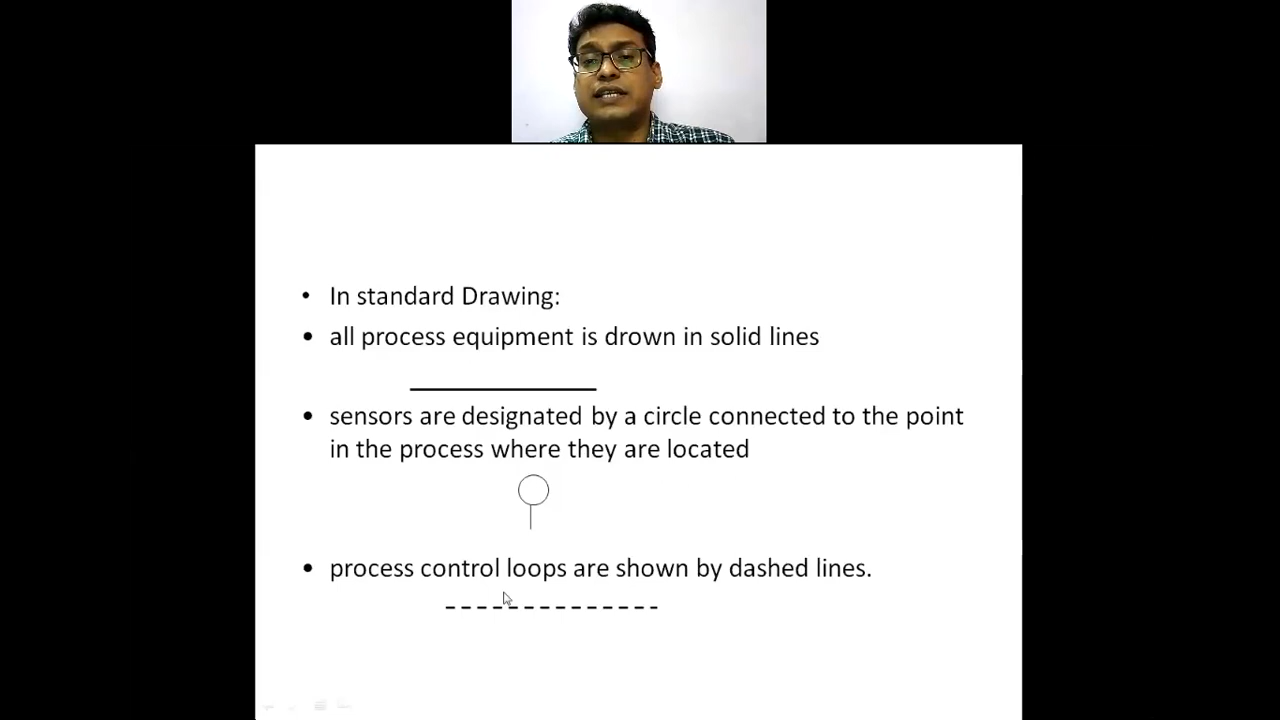 • In standard Drawing:
• all process equipment is drown in solid lines
• sensors are designated by a circle connected to the point
in the process where they are located
• process control loops are shown by dashed lines.